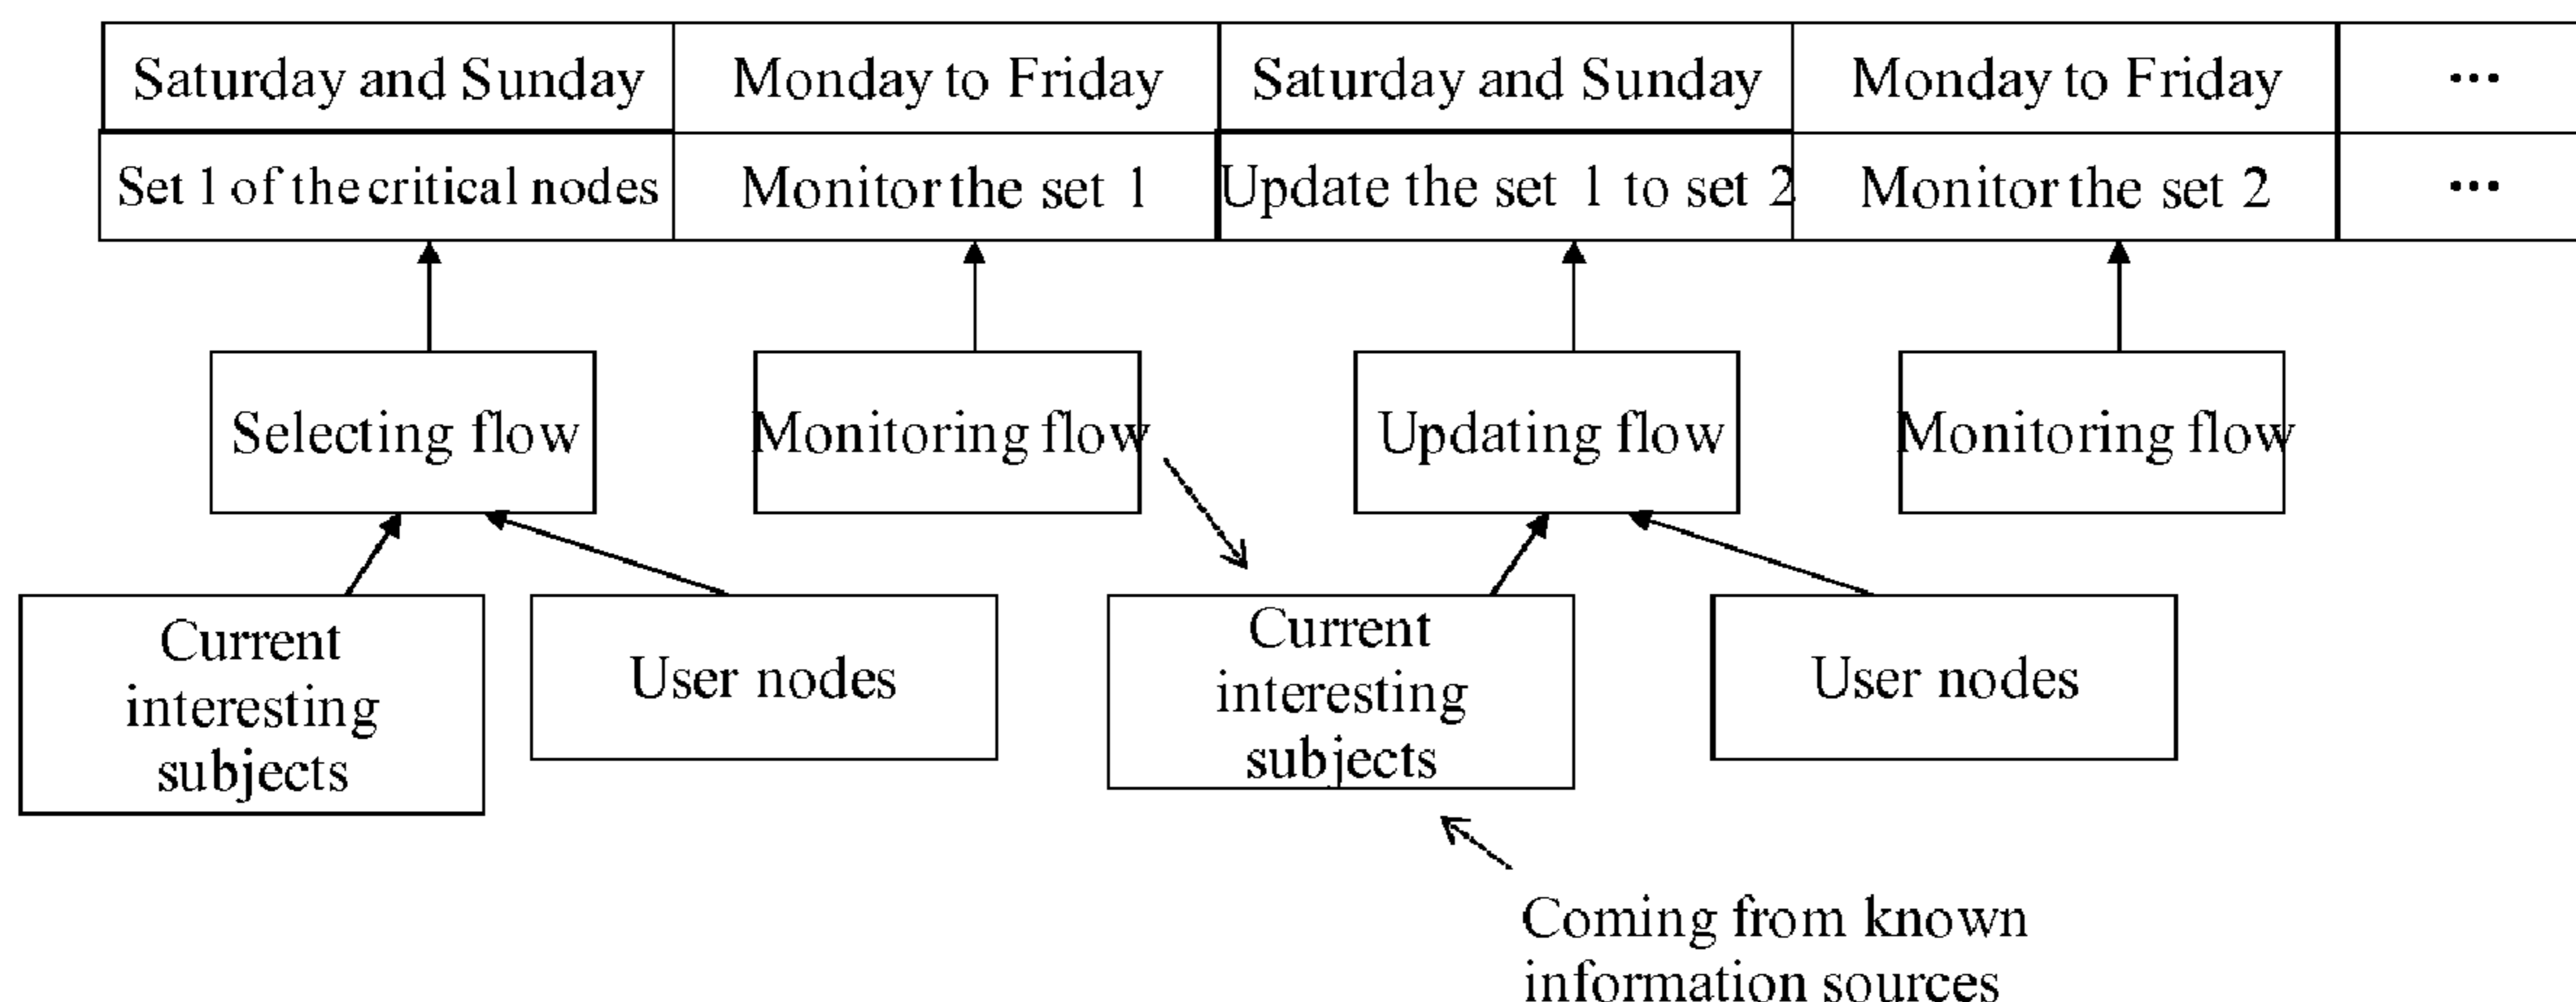 Saturday and Sunday
Monday to Friday
Saturday and Sunday
Monday to Friday
...
Set 1 of the critical nodes
Monitor the set 1
Update the set 1 to set 2
Monitor the set 2
...
Selecting flow
Monitoring flow
Updating flow
Monitoring flow
Current
interesting
subjects
User nodes
Current
interesting
subjects
User nodes
Coming from known
information sources